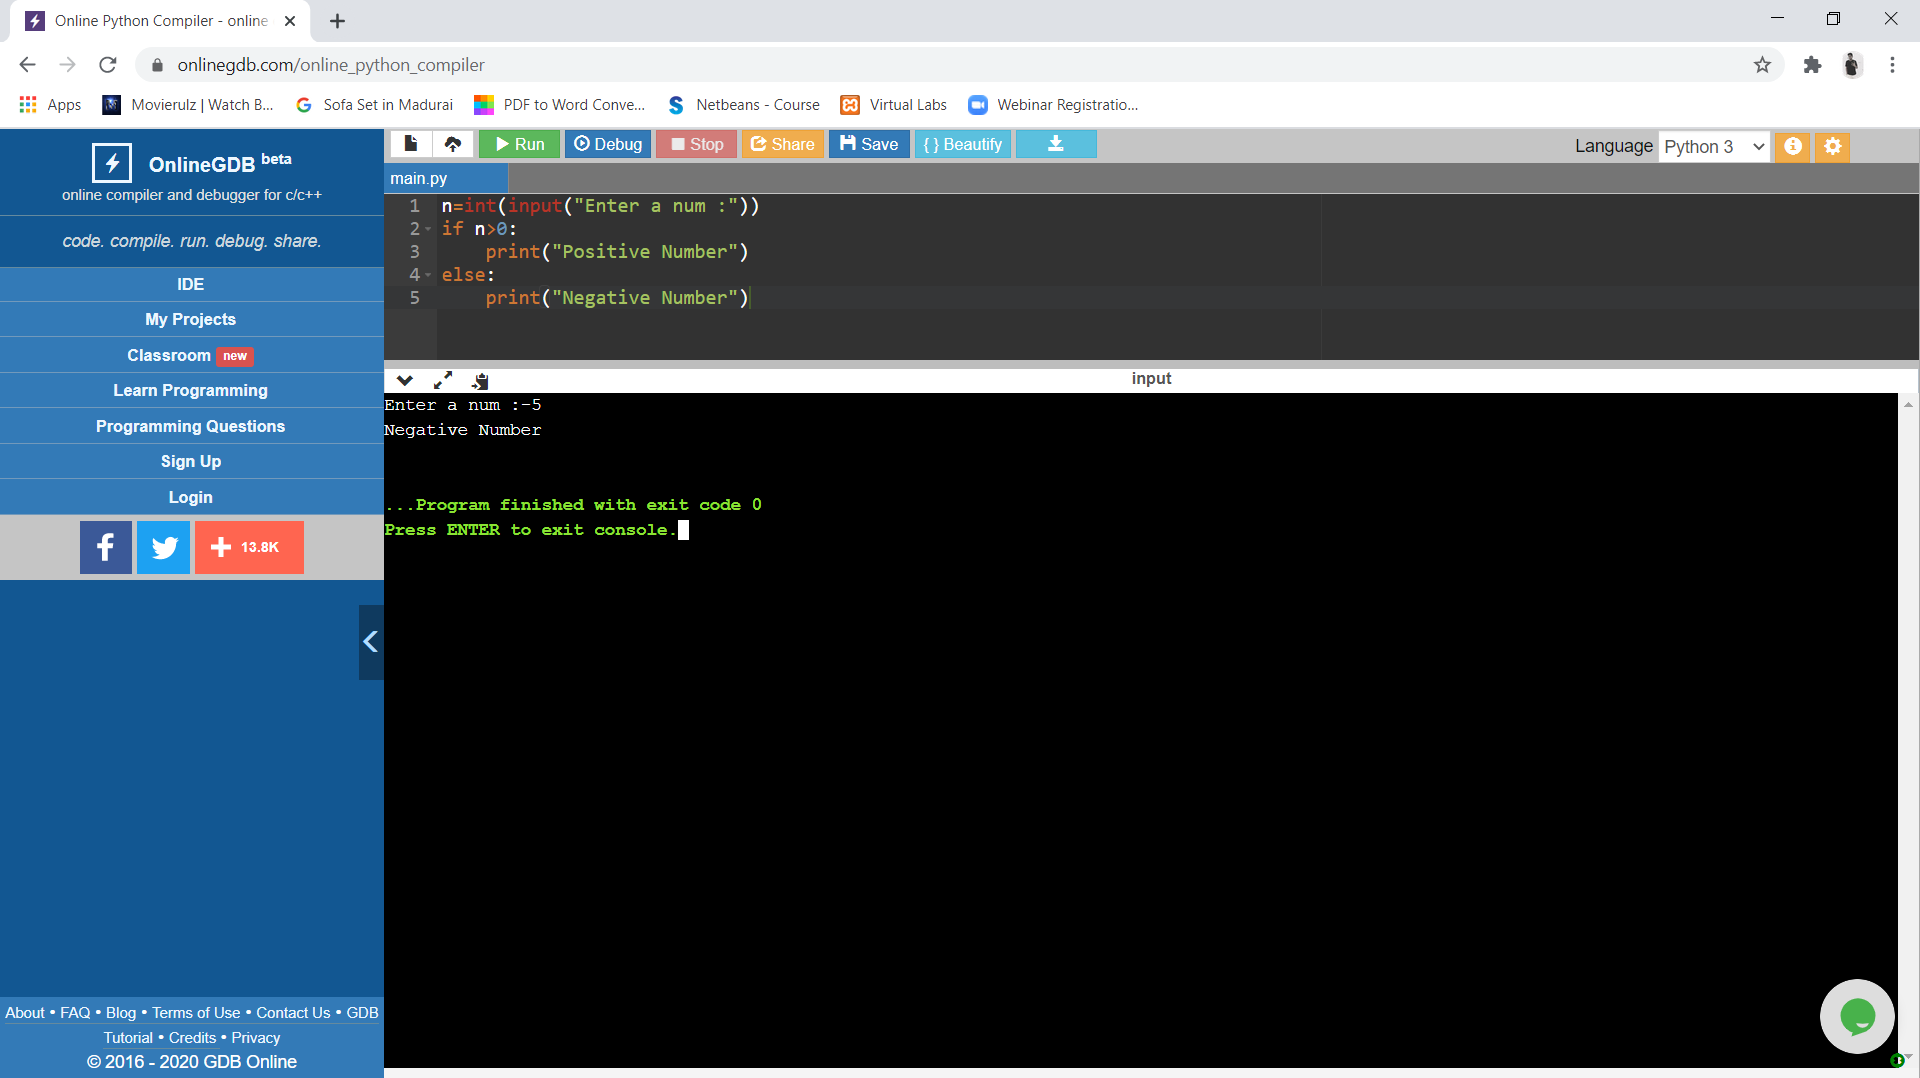 Online Python Compiler - online
onlinegdb.com/online_python_compiler
Apps Movierulz | Watch B... Sofa Set in Madurai PDF to Word Conve... Netbeans - Course Virtual Labs Webinar Registratio...
OnlineGDB beta
online compiler and debugger for c/c++
code. compile. run. debug. share.
IDE
My Projects
Classroom new
Learn Programming
Programming Questions
Sign Up
Login
13.8K
About • FAQ • Blog • Terms of Use • Contact Us • GDB
Tutorial • Credits • Privacy
© 2016 - 2020 GDB Online
Run Debug Stop Share Save { } Beautify
Language Python 3
main.py
1 n=int(input("Enter a num :"))
2 if n>0:
3     print("Positive Number")
4 else:
5     print("Negative Number")
input
Enter a num :-5
Negative Number
...Program finished with exit code 0
Press ENTER to exit console.